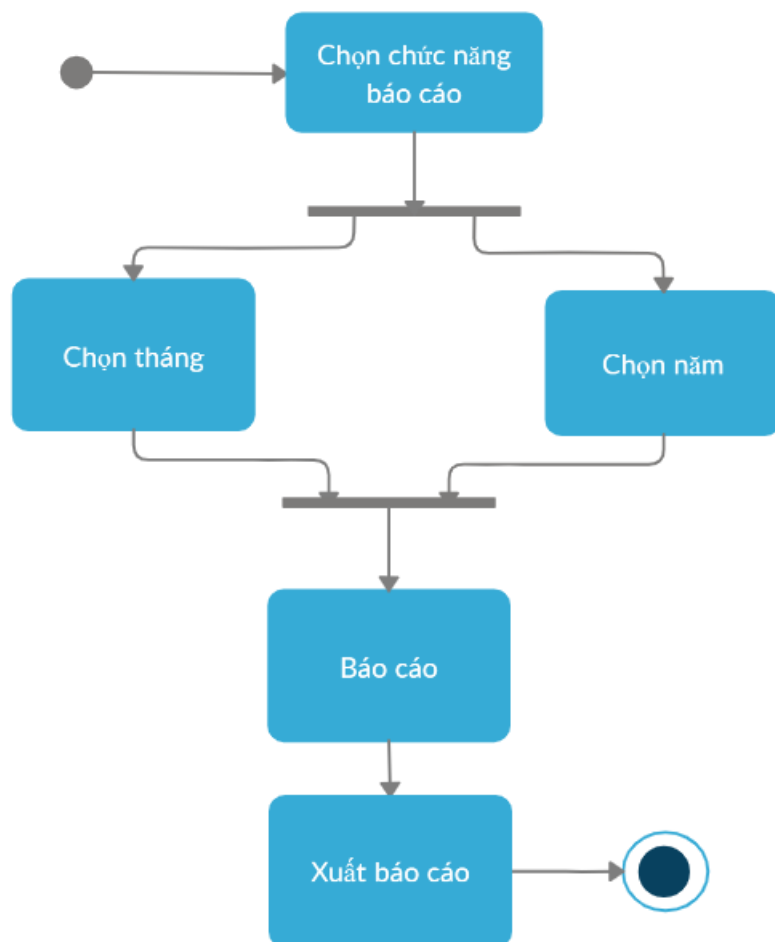 Chọn chức năng
báo cáo
Chọn tháng
Chọn năm
Báo cáo
Xuất báo cáo